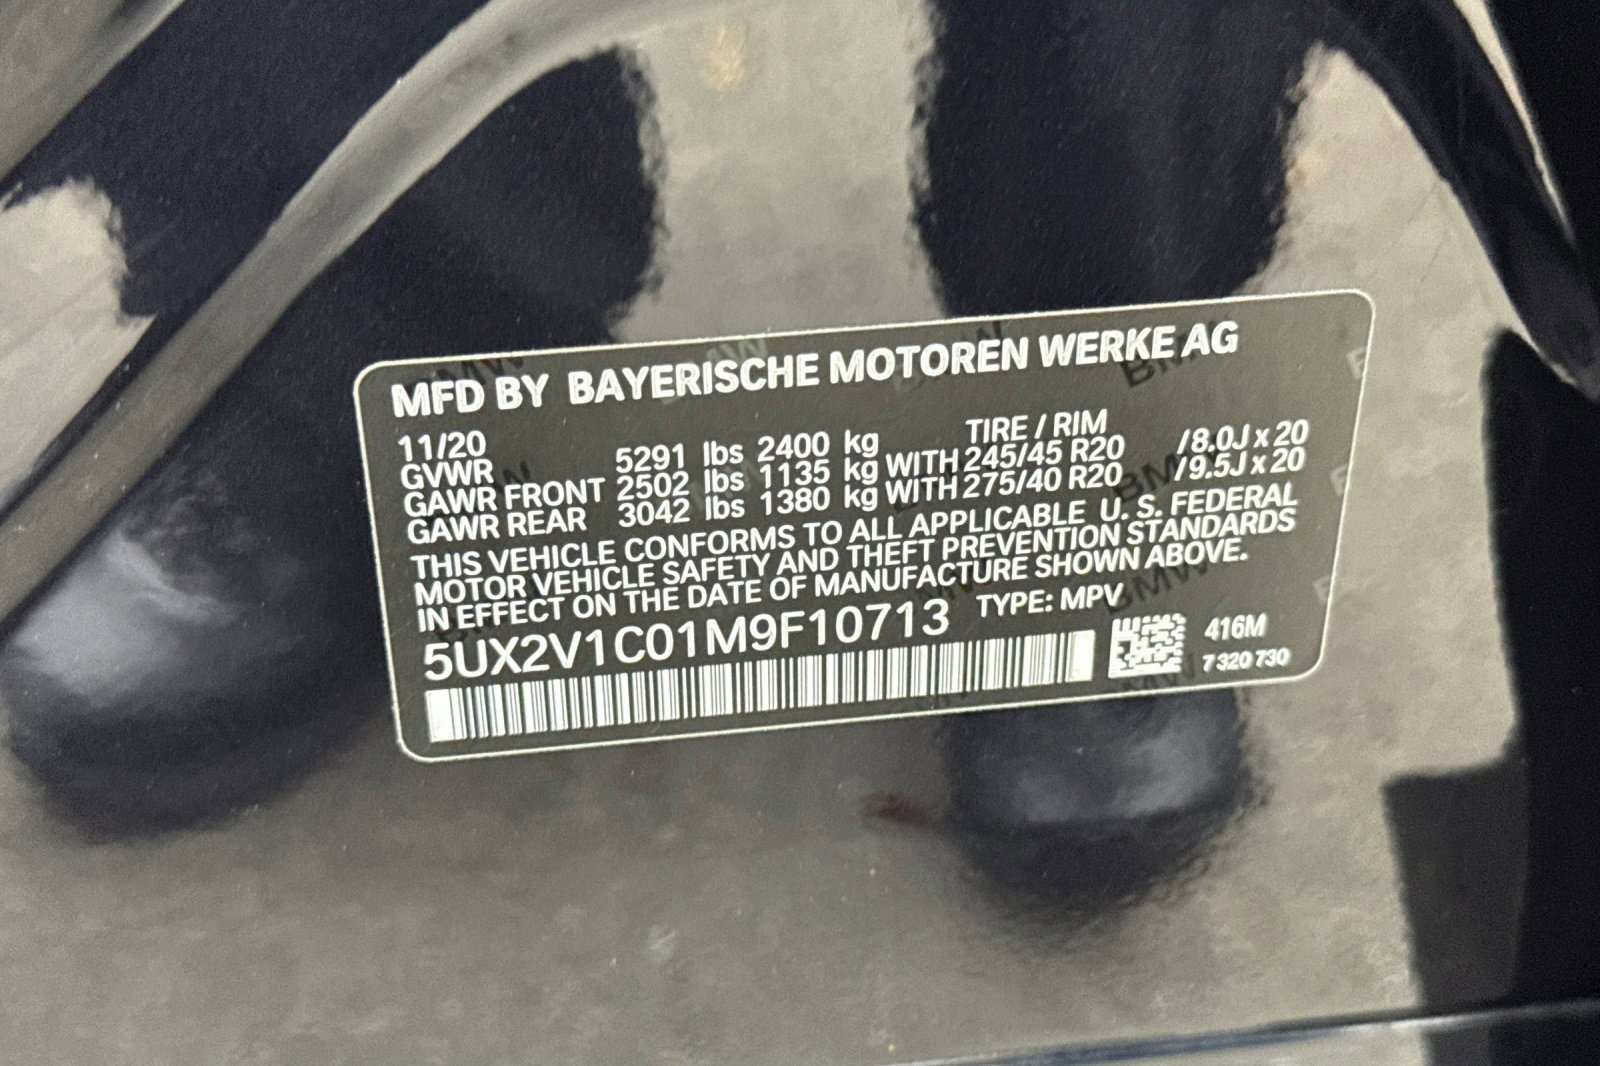 MFD BY BAYERISCHE MOTOREN WERKE AG
11/20 TIRE / RIM
GVWR 5291 lbs 2400 kg
GAWR FRONT 2502 lbs 1135 kg WITH 245/45 R20 /8.0J x 20
GAWR REAR 3042 lbs 1380 kg WITH 275/40 R20 /9.5J x 20
THIS VEHICLE CONFORMS TO ALL APPLICABLE U. S. FEDERAL
MOTOR VEHICLE SAFETY AND THEFT PREVENTION STANDARDS
IN EFFECT ON THE DATE OF MANUFACTURE SHOWN ABOVE.
5UX2V1C01M9F10713 TYPE: MPV
416M
7 320 730